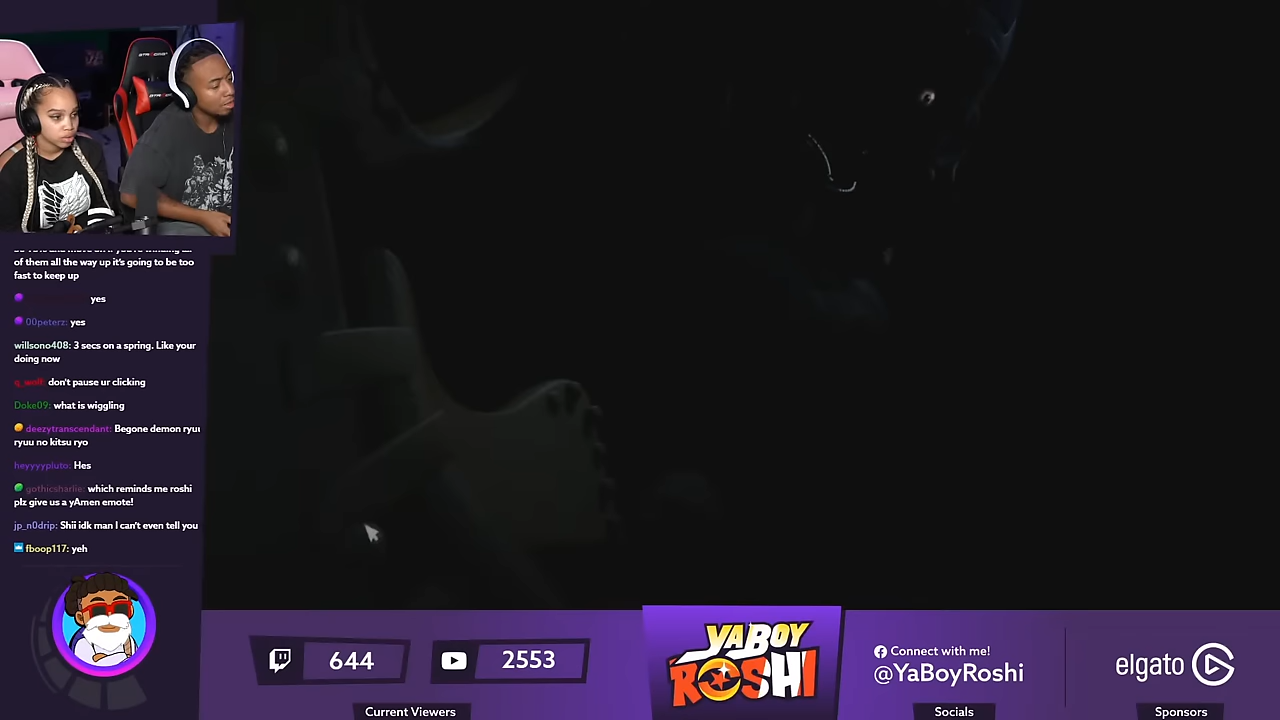 of them all the way up it's going to be too
fast to keep up
yes
00peterz: yes
willsono408: 3 secs on a spring. Like your
doing now
g_wolf: don't pause ur clicking
Doke09: what is wiggling
deezytranscendant: Begone demon ryuu
ryuu no kitsu ryo
heyyyypluto: Hes
gothicsharlie: which reminds me roshi
plz give us a yAmen emote!
jp_n0drip: Shii idk man I can't even tell you
fboop117: yeh
644
2553
Current Viewers
YABOY
ROSHI
Connect with me!
@YaBoyRoshi
Socials
elgato
Sponsors